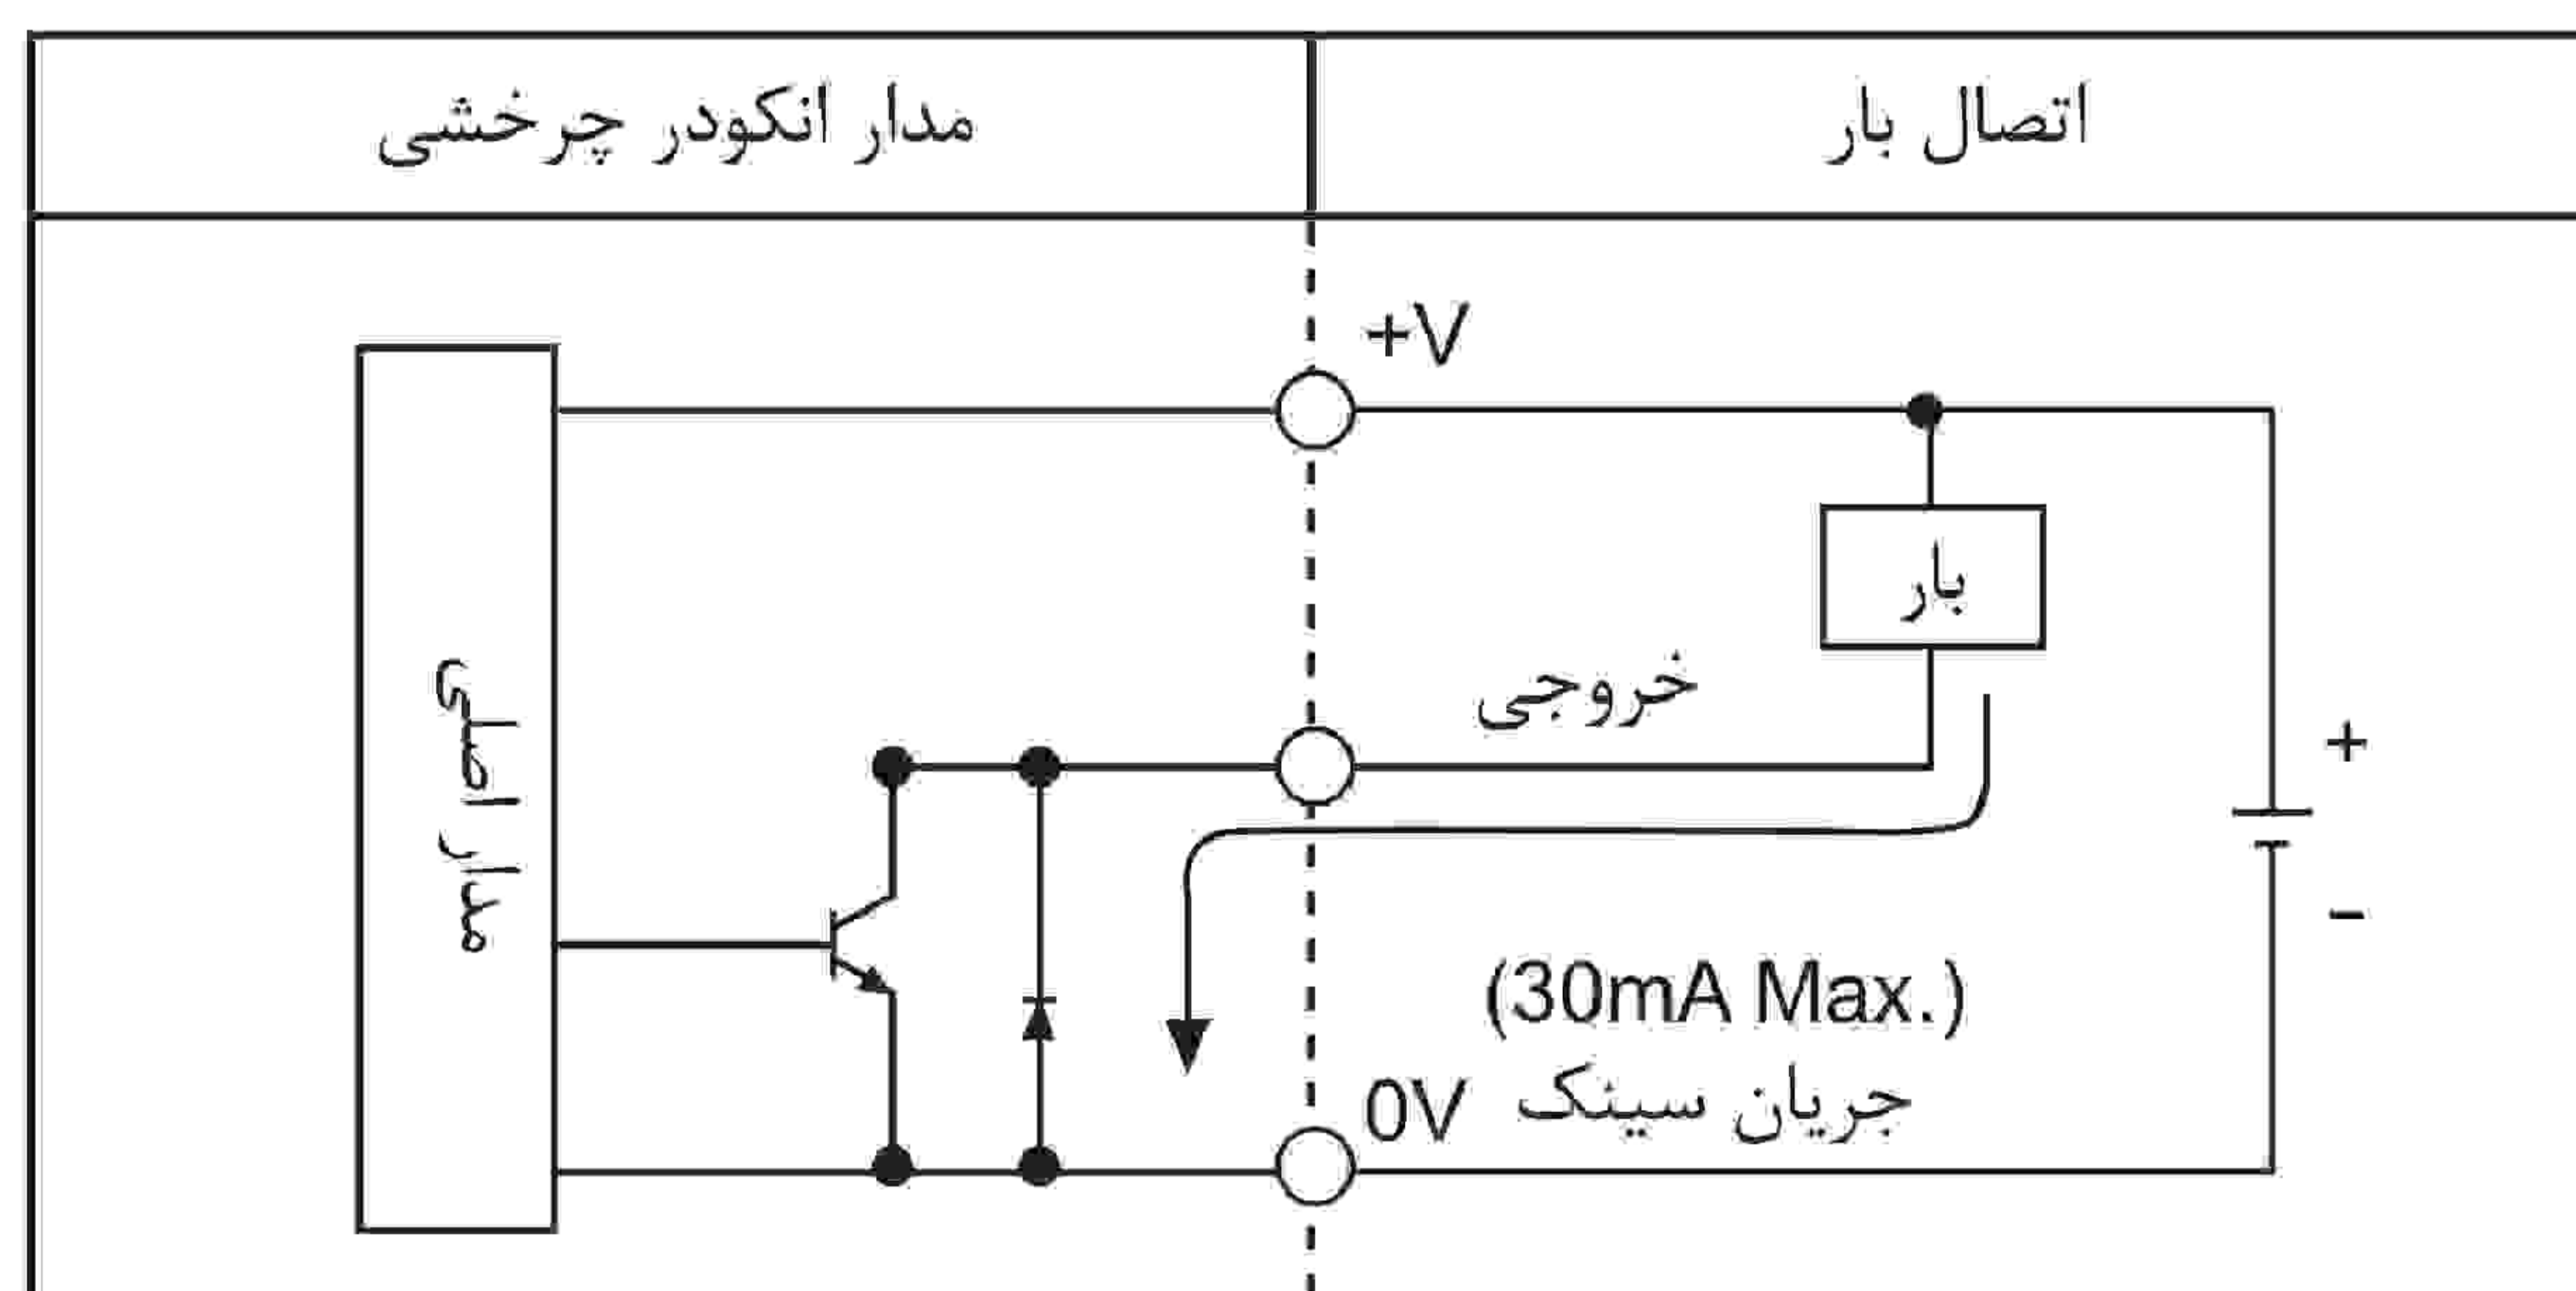 مدار انکودر چرخشی
اتصال بار
+V
بار
خروجی
مدار اصلی
+
-
(30mA Max.)
جریان سینک
0V